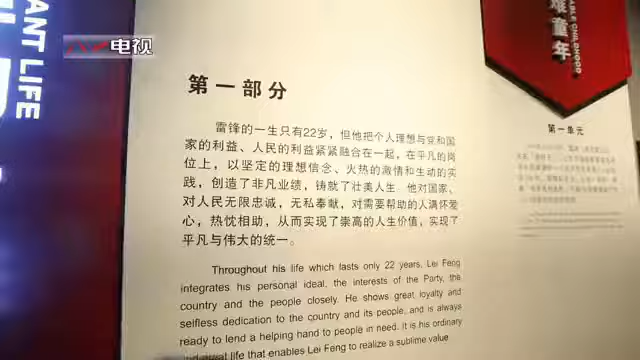 八一电视
ANT LIFE
难童年
ABLE CHILDHOOD
第一部分
雷锋的一生只有22岁，但他把个人理想与党和国
家的利益、人民的利益紧紧融合在一起，在平凡的岗
位上，以坚定的理想信念、火热的激情和生动的实
践，创造了非凡业绩，铸就了壮美人生。他对国家、
对人民无限忠诚，无私奉献，对需要帮助的人满怀爱
心，热忱相助，从而实现了崇高的人生价值，实现了
平凡与伟大的统一。
Throughout his life which lasts only 22 years, Lei Feng
integrates his personal ideal, the interests of the Party, the
country and the people closely. He shows great loyalty and
selfless dedication to the country and its people, and is always
ready to lend a helping hand to people in need. It is his ordinary
and great life that enables Lei Feng to realize a sublime value
第一单元